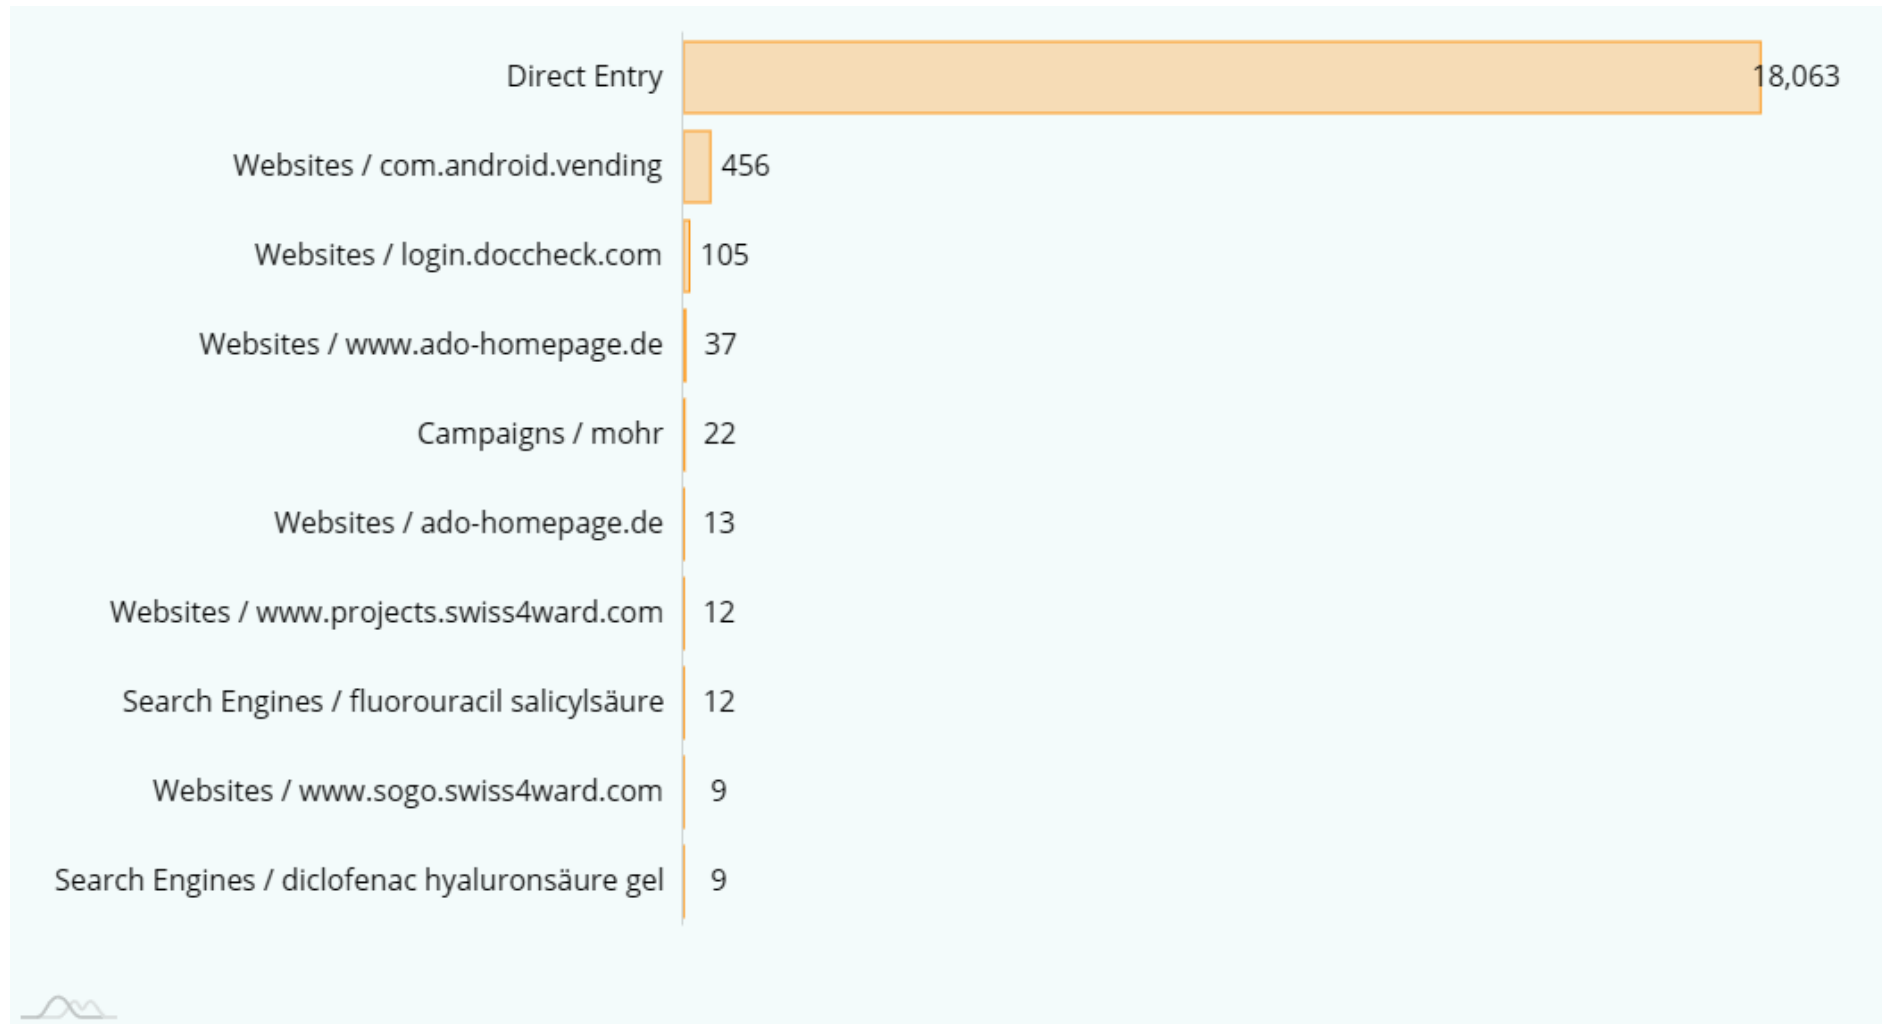 Direct Entry 18,063
Websites / com.android.vending 456
Websites / login.doccheck.com 105
Websites / www.ado-homepage.de 37
Campaigns / mohr 22
Websites / ado-homepage.de 13
Websites / www.projects.swiss4ward.com 12
Search Engines / fluorouracil salicylsäure 12
Websites / www.sogo.swiss4ward.com 9
Search Engines / diclofenac hyaluronsäure gel 9